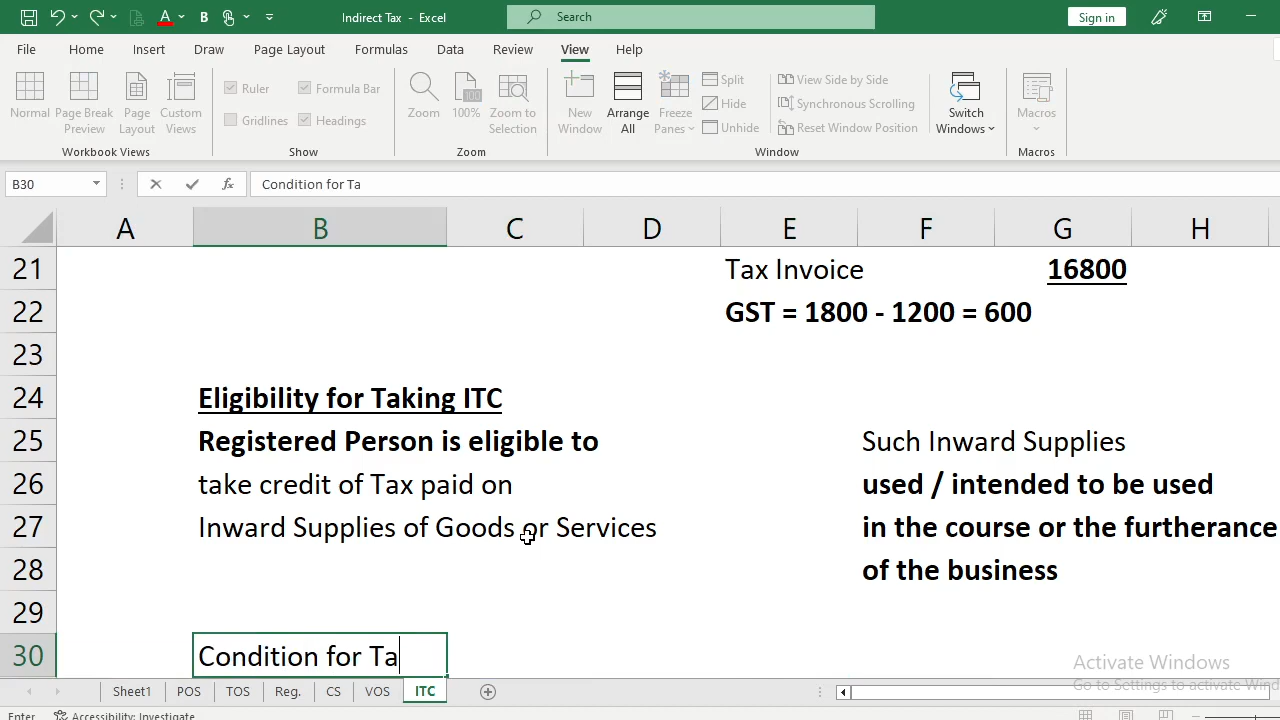 Indirect Tax - Excel
Search
Sign in
File Home Insert Draw Page Layout Formulas Data Review View Help
Normal
Page Break Preview
Page Layout
Custom Views
Workbook Views
Ruler
Formula Bar
Gridlines
Headings
Show
Zoom
100%
Zoom to Selection
Zoom
New Window
Arrange All
Freeze Panes
Split
Hide
Unhide
View Side by Side
Synchronous Scrolling
Reset Window Position
Switch Windows
Window
Macros
Macros
B30
fx
Condition for Ta
A B C D E F G H
21 Tax Invoice 16800
22 GST = 1800 - 1200 = 600
23
24 Eligibility for Taking ITC
25 Registered Person is eligible to Such Inward Supplies
26 take credit of Tax paid on used / intended to be used
27 Inward Supplies of Goods or Services in the course or the furtherance
28 of the business
29
30 Condition for Ta
Activate Windows
Go to Settings to activate Wind
Sheet1 POS TOS Reg. CS VOS ITC
Enter Accessibility: Investigate